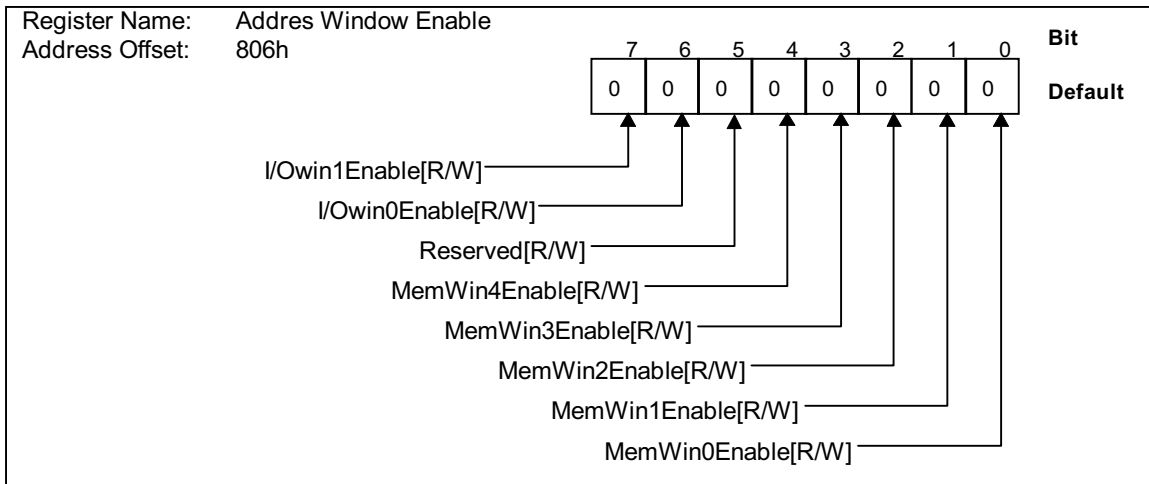 Register Name: Addres Window Enable
Address Offset: 806h
7 6 5 4 3 2 1 0 Bit
0 0 0 0 0 0 0 0 Default
I/Owin1Enable[R/W]
I/Owin0Enable[R/W]
Reserved[R/W]
MemWin4Enable[R/W]
MemWin3Enable[R/W]
MemWin2Enable[R/W]
MemWin1Enable[R/W]
MemWin0Enable[R/W]